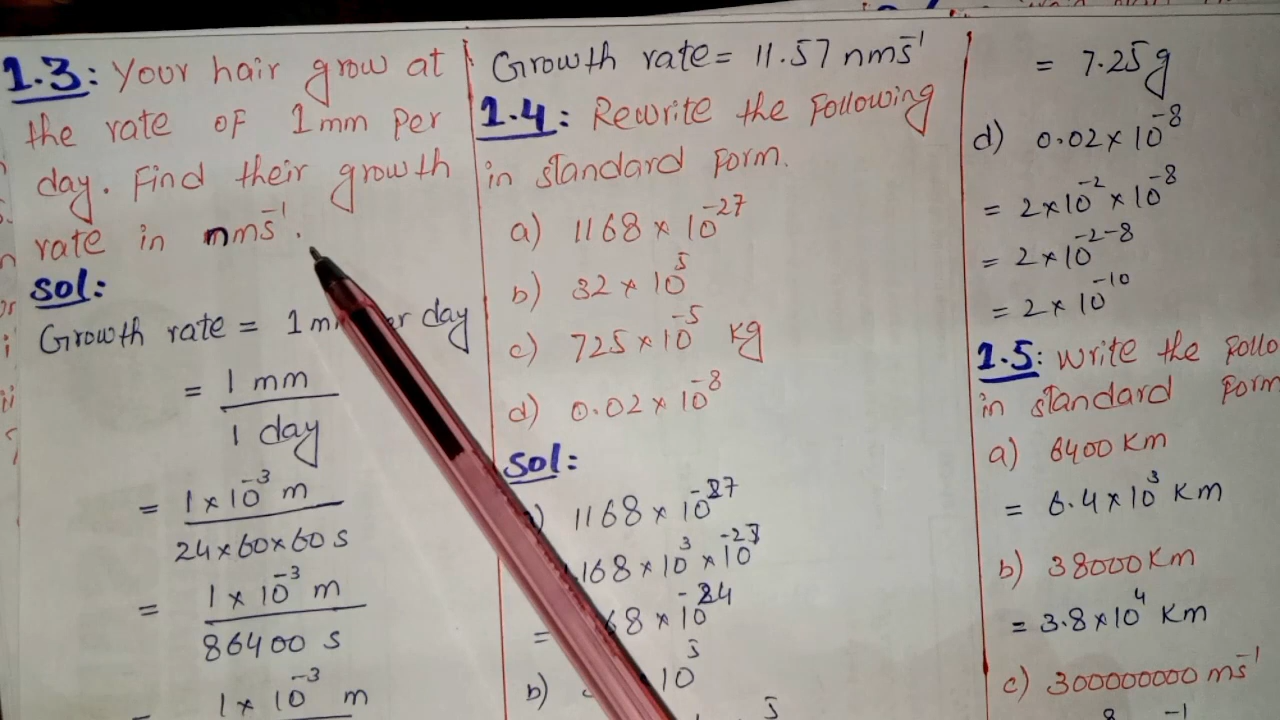 1.3: Your hair grow at
the rate of 1mm per
day. Find their growth
rate in nms⁻¹.
Sol:
Growth rate = 1 day
= 1 mm
1 day
= 1 × 10⁻³ m
24×60×60 s
= 1 × 10⁻³ m
86400 s
1 × 10⁻³ m
Growth rate = 11.57 nms⁻¹
1.4: Rewrite the following
in standard form.
a) 1168 × 10⁻²⁷
b) 32 × 10⁵
c) 725 × 10⁻⁵ kg
d) 0.02 × 10⁻⁸
Sol:
1168 × 10⁻²⁷
168 × 10³ × 10⁻²⁷
= 68 × 10⁻²⁴
b) 10⁵
5
= 7.25g
d) 0.02 × 10⁻⁸
= 2×10⁻² × 10⁻⁸
= 2 × 10⁻²⁻⁸
= 2 × 10⁻¹⁰
1.5: Write the follo
in standard form
a) 6400 Km
= 6.4 × 10³ Km
b) 38000 Km
= 3.8 × 10⁴ Km
c) 300000000 ms⁻¹
8 -1